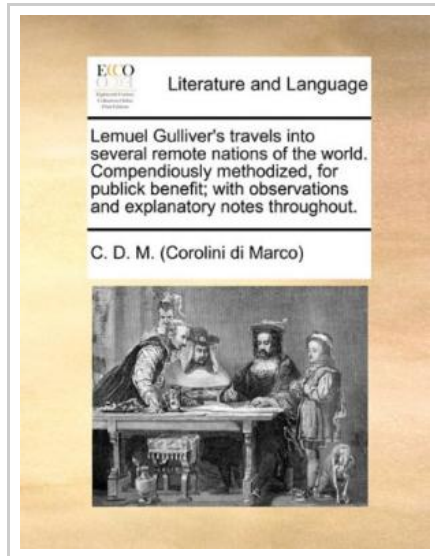 ECCO
Literature and Language
Lemuel Gulliver's travels into
several remote nations of the world.
Compendiously methodized, for
publick benefit; with observations
and explanatory notes throughout.
C. D. M. (Corolini di Marco)